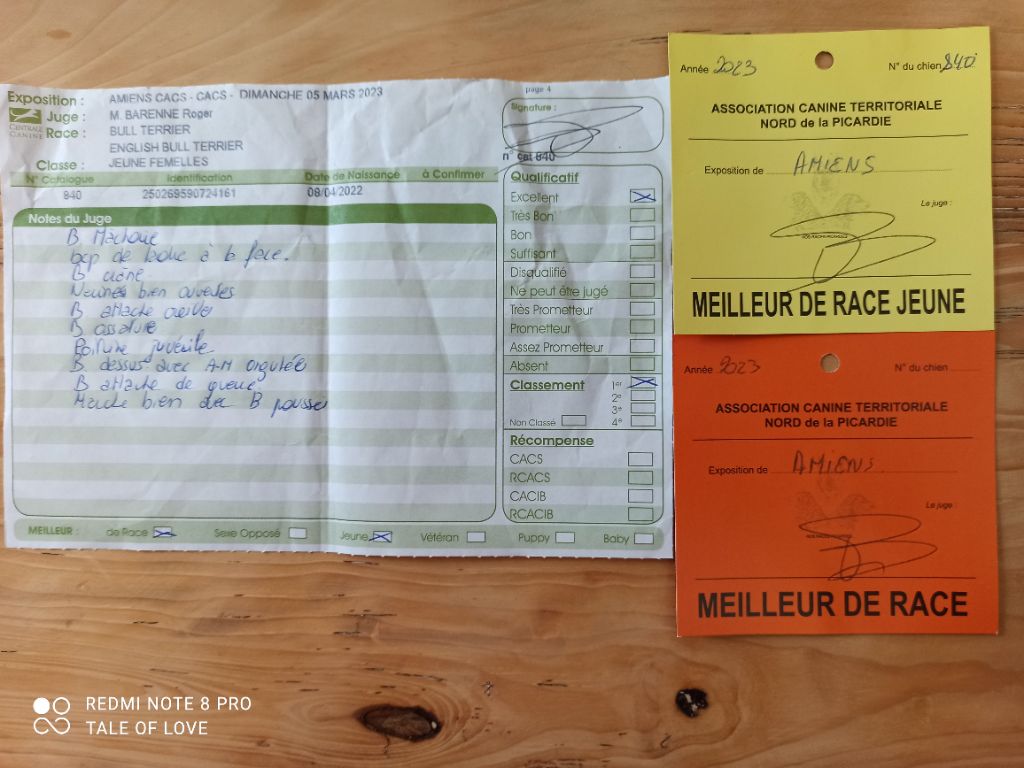 page 4
Exposition : AMIENS CACS - CACS - DIMANCHE 05 MARS 2023
Juge : M. BARENNE Roger
Race : BULL TERRIER
ENGLISH BULL TERRIER
Classe : JEUNE FEMELLES
CENTRALE CANINE
Signature :
n° cat 840
N° Catalogue Identification Date de Naissance à Confirmer
840 250269590724161 08/04/2022
Notes du Juge
B Machoire
bcp de à la face.
B crâne
Narines bien ouvertes
B attache
B ossature
Poitrine juvénile
B dessus avec A-M angulée
B attache de queue
Marche bien avec B pousser
Qualificatif
Excellent
Très Bon
Bon
Suffisant
Disqualifié
Ne peut être jugé
Très Prometteur
Prometteur
Assez Prometteur
Absent
Classement 1er
2e
3e
Non Classé 4e
Récompense
CACS
RCACS
CACIB
RCACIB
MEILLEUR : de Race Sexe Opposé Jeune Vétéran Puppy Baby
Année 2023 N° du chien 840
ASSOCIATION CANINE TERRITORIALE
NORD de la PICARDIE
Exposition de AMIENS
Le juge :
MEILLEUR DE RACE JEUNE
Année 2023 N° du chien
ASSOCIATION CANINE TERRITORIALE
NORD de la PICARDIE
Exposition de AMIENS
Le juge :
MEILLEUR DE RACE
REDMI NOTE 8 PRO
TALE OF LOVE